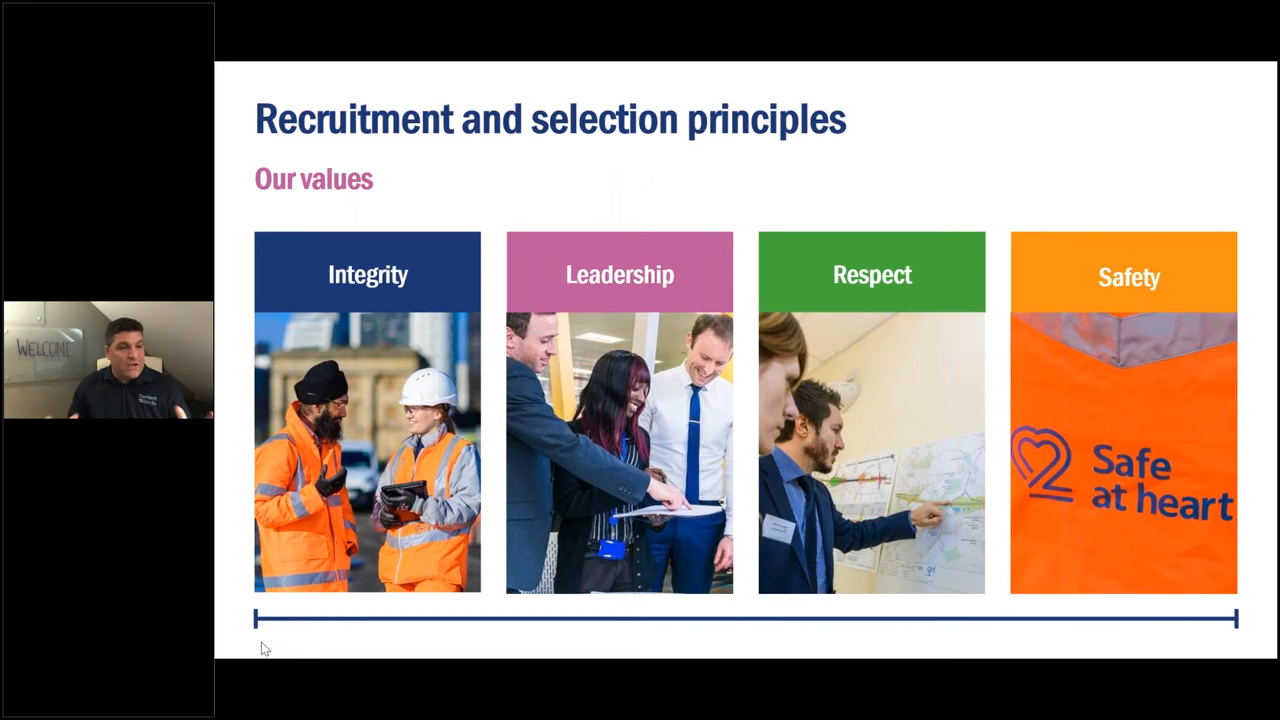 Recruitment and selection principles
Our values
Integrity
Leadership
Respect
Safety
WELCOME
Safe
at heart